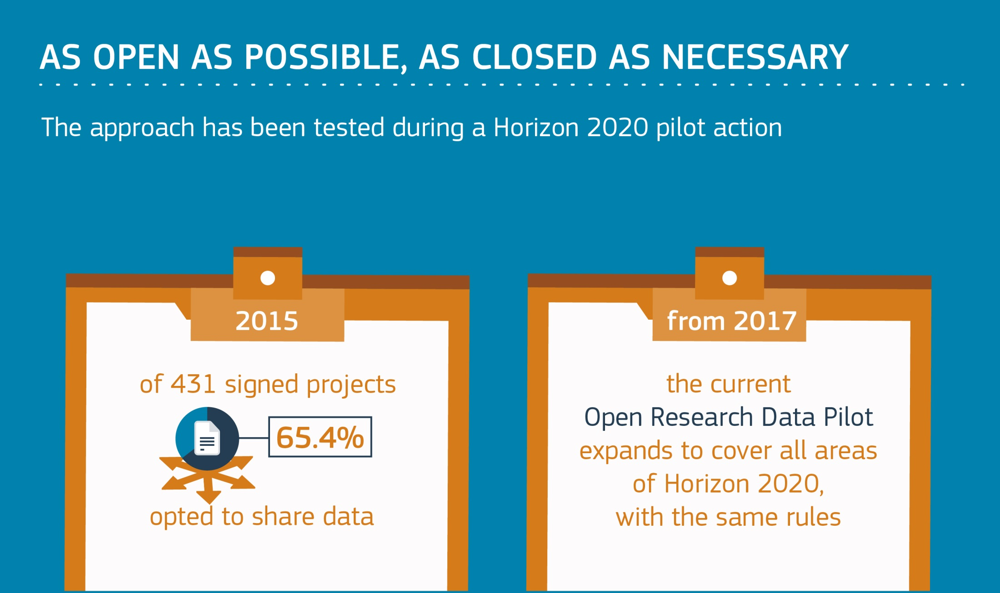 AS OPEN AS POSSIBLE, AS CLOSED AS NECESSARY
The approach has been tested during a Horizon 2020 pilot action
2015
of 431 signed projects
65.4%
opted to share data
from 2017
the current
Open Research Data Pilot
expands to cover all areas
of Horizon 2020,
with the same rules